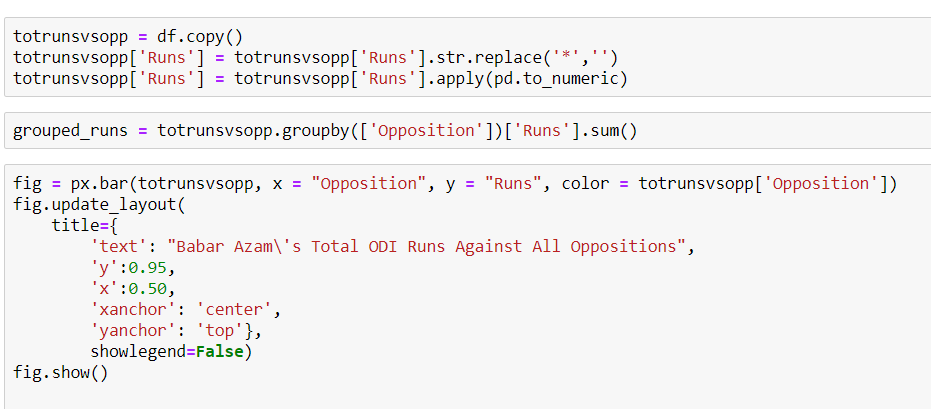 totrunsvsopp = df.copy()
totrunsvsopp['Runs'] = totrunsvsopp['Runs'].str.replace('*','')
totrunsvsopp['Runs'] = totrunsvsopp['Runs'].apply(pd.to_numeric)
grouped_runs = totrunsvsopp.groupby(['Opposition'])['Runs'].sum()
fig = px.bar(totrunsvsopp, x = "Opposition", y = "Runs", color = totrunsvsopp['Opposition'])
fig.update_layout(
    title={
        'text': "Babar Azam\'s Total ODI Runs Against All Oppositions",
        'y':0.95,
        'x':0.50,
        'xanchor': 'center',
        'yanchor': 'top'},
        showlegend=False)
fig.show()